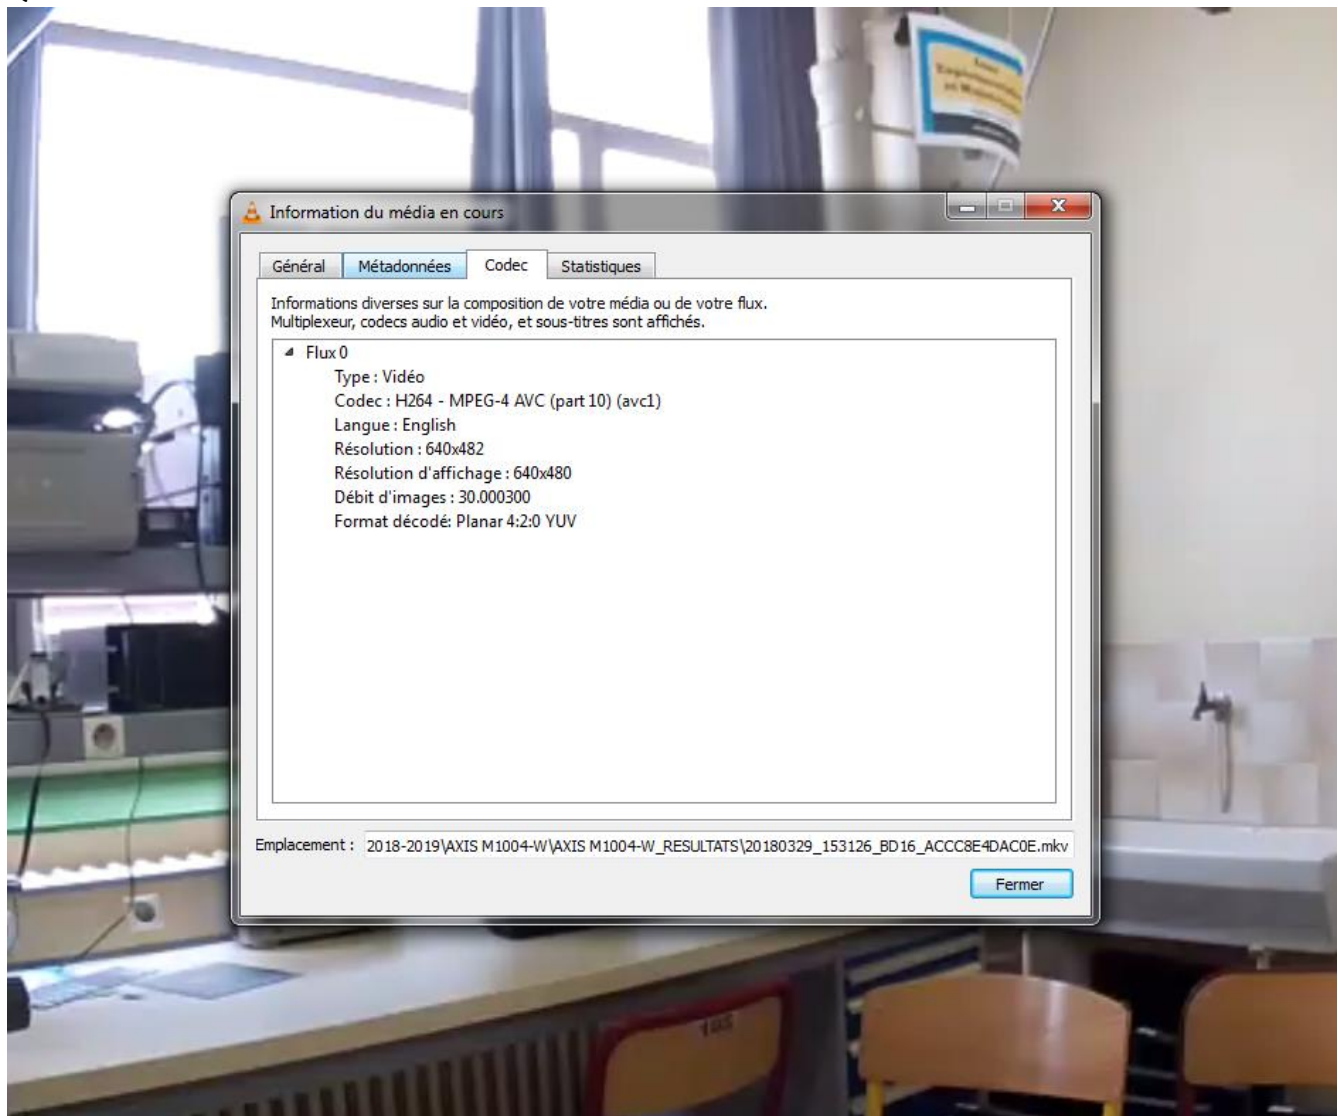 Information du média en cours
Général Métadonnées Codec Statistiques
Informations diverses sur la composition de votre média ou de votre flux.
Multiplexeur, codecs audio et vidéo, et sous-titres sont affichés.
Flux 0
Type : Vidéo
Codec : H264 - MPEG-4 AVC (part 10) (avc1)
Langue : English
Résolution : 640x482
Résolution d'affichage : 640x480
Débit d'images : 30.000300
Format décodé: Planar 4:2:0 YUV
Emplacement : 2018-2019\AXIS M1004-W\AXIS M1004-W_RESULTATS\20180329_153126_BD16_ACCC8E4DAC0E.mkv
Fermer